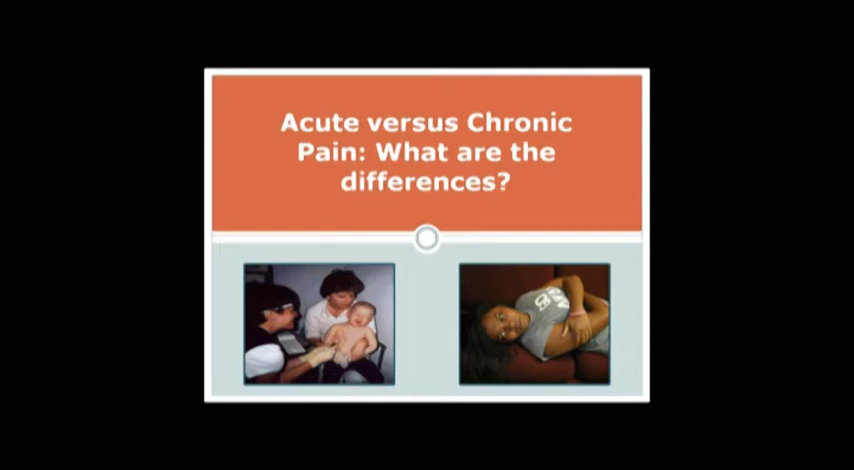 Acute versus Chronic
Pain: What are the
differences?